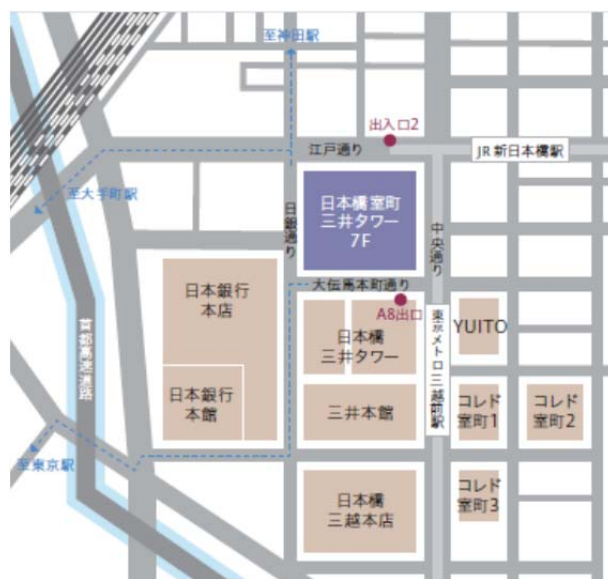 至神田駅
出入口2
江戸通り
JR 新日本橋駅
至大手町駅
日本橋室町
三井タワー
7F
日銀通り
中央通り
大伝馬本町通り
A8出口
日本銀行
本店
日本橋
三井タワー
YUITO
東京メトロ三越前駅
首都高速道路
日本銀行
本館
三井本館
コレド
室町1
コレド
室町2
至東京駅
日本橋
三越本店
コレド
室町3